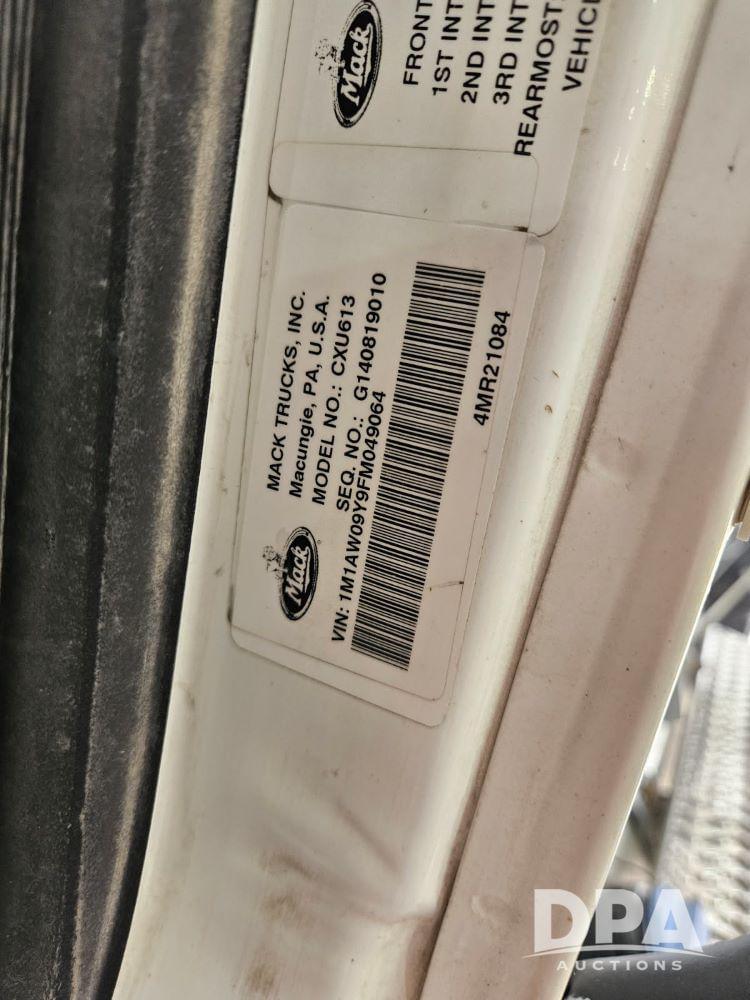 Mack
FRONT
1ST INT
2ND INT
3RD INT
REARMOST
VEHICL
Mack
MACK TRUCKS, INC.
Macungie, PA, U.S.A.
MODEL NO.: CXU613
SEQ. NO.: G140819010
VIN: 1M1AW09Y9FM049064
4MR21084
DPA
AUCTIONS